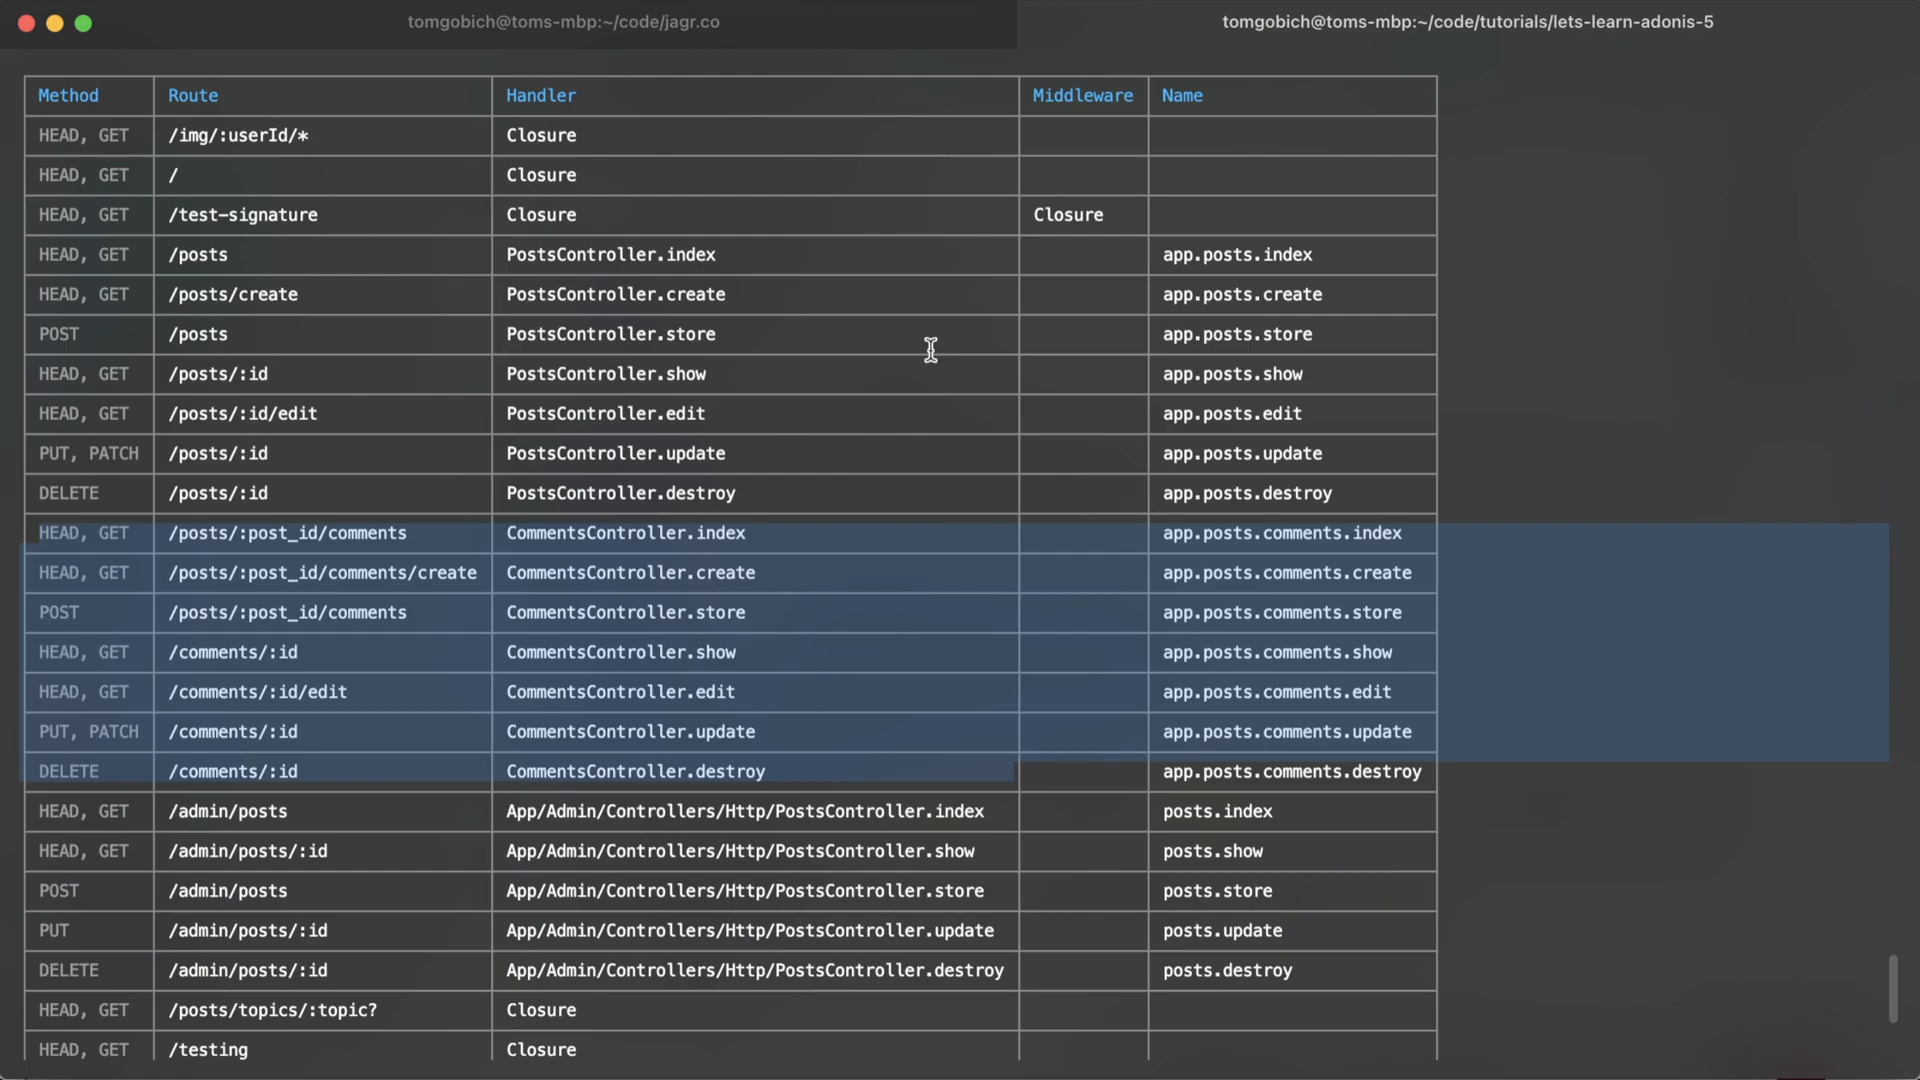 tomgobich@toms-mbp:~/code/jagr.co tomgobich@toms-mbp:~/code/tutorials/lets-learn-adonis-5
Method Route Handler Middleware Name
HEAD, GET /img/:userId/* Closure
HEAD, GET / Closure
HEAD, GET /test-signature Closure Closure
HEAD, GET /posts PostsController.index app.posts.index
HEAD, GET /posts/create PostsController.create app.posts.create
POST /posts PostsController.store app.posts.store
HEAD, GET /posts/:id PostsController.show app.posts.show
HEAD, GET /posts/:id/edit PostsController.edit app.posts.edit
PUT, PATCH /posts/:id PostsController.update app.posts.update
DELETE /posts/:id PostsController.destroy app.posts.destroy
HEAD, GET /posts/:post_id/comments CommentsController.index app.posts.comments.index
HEAD, GET /posts/:post_id/comments/create CommentsController.create app.posts.comments.create
POST /posts/:post_id/comments CommentsController.store app.posts.comments.store
HEAD, GET /comments/:id CommentsController.show app.posts.comments.show
HEAD, GET /comments/:id/edit CommentsController.edit app.posts.comments.edit
PUT, PATCH /comments/:id CommentsController.update app.posts.comments.update
DELETE /comments/:id CommentsController.destroy app.posts.comments.destroy
HEAD, GET /admin/posts App/Admin/Controllers/Http/PostsController.index posts.index
HEAD, GET /admin/posts/:id App/Admin/Controllers/Http/PostsController.show posts.show
POST /admin/posts App/Admin/Controllers/Http/PostsController.store posts.store
PUT /admin/posts/:id App/Admin/Controllers/Http/PostsController.update posts.update
DELETE /admin/posts/:id App/Admin/Controllers/Http/PostsController.destroy posts.destroy
HEAD, GET /posts/topics/:topic? Closure
HEAD, GET /testing Closure